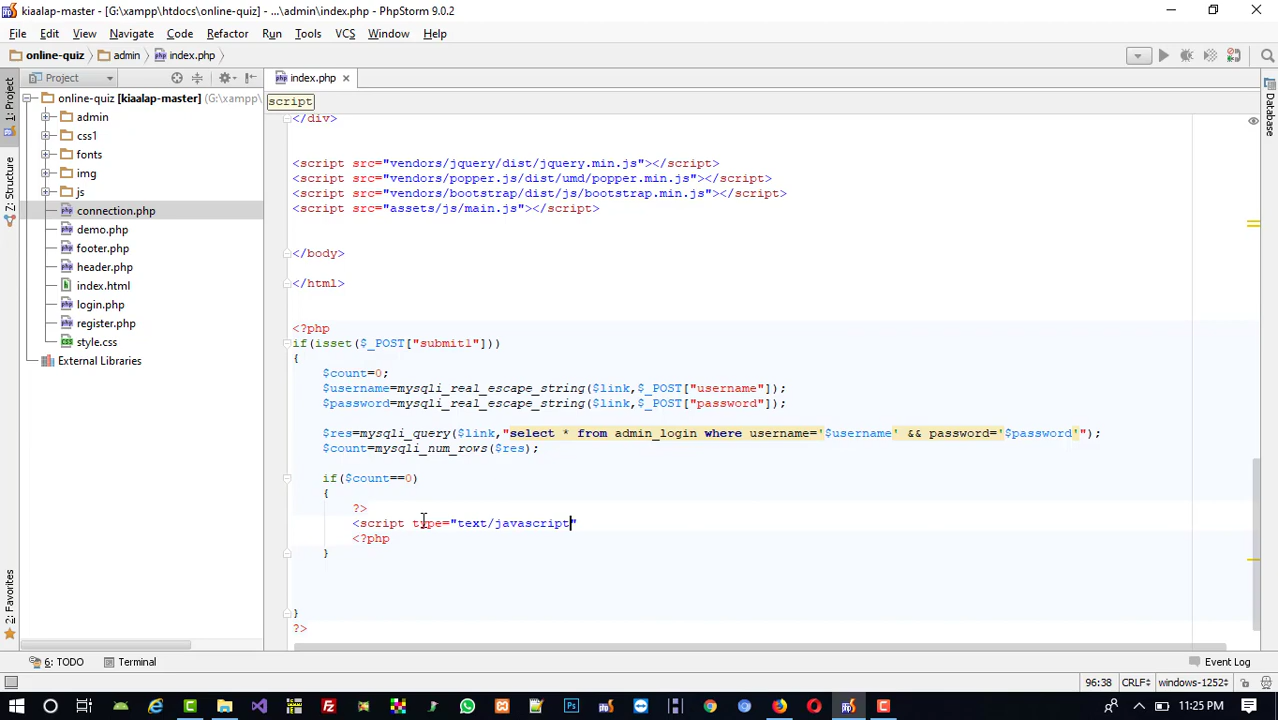 kiaalap-master - [G:\xampp\htdocs\online-quiz] - ...\admin\index.php - PhpStorm 9.0.2
File Edit View Navigate Code Refactor Run Tools VCS Window Help
online-quiz admin index.php
1: Project
7: Structure
2: Favorites
Project
online-quiz [kiaalap-master] (G:\xampp\
admin
css1
fonts
img
js
connection.php
demo.php
footer.php
header.php
index.html
login.php
register.php
style.css
External Libraries
index.php
script
</div>
<script src="vendors/jquery/dist/jquery.min.js"></script>
<script src="vendors/popper.js/dist/umd/popper.min.js"></script>
<script src="vendors/bootstrap/dist/js/bootstrap.min.js"></script>
<script src="assets/js/main.js"></script>
</body>
</html>
<?php
if(isset($_POST["submit1"]))
{
$count=0;
$username=mysqli_real_escape_string($link,$_POST["username"]);
$password=mysqli_real_escape_string($link,$_POST["password"]);
$res=mysqli_query($link,"select * from admin_login where username='$username' && password='$password'");
$count=mysqli_num_rows($res);
if($count==0)
{
?>
<script type="text/javascript"
<?php
}
}
?>
Database
6: TODO Terminal Event Log
96:38 CRLF÷ windows-1252÷
11:25 PM